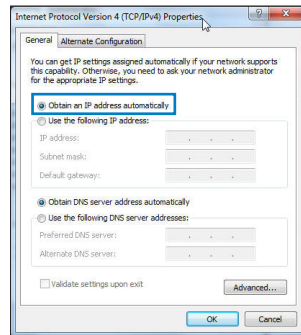 Internet Protocol Version 4 (TCP/IPv4) Properties
General
Alternate Configuration
You can get IP settings assigned automatically if your network supports
this capability. Otherwise, you need to ask your network administrator
for the appropriate IP settings.
Obtain an IP address automatically
Use the following IP address:
IP address:
Subnet mask:
Default gateway:
Obtain DNS server address automatically
Use the following DNS server addresses:
Preferred DNS server:
Alternate DNS server:
Validate settings upon exit
Advanced...
OK
Cancel